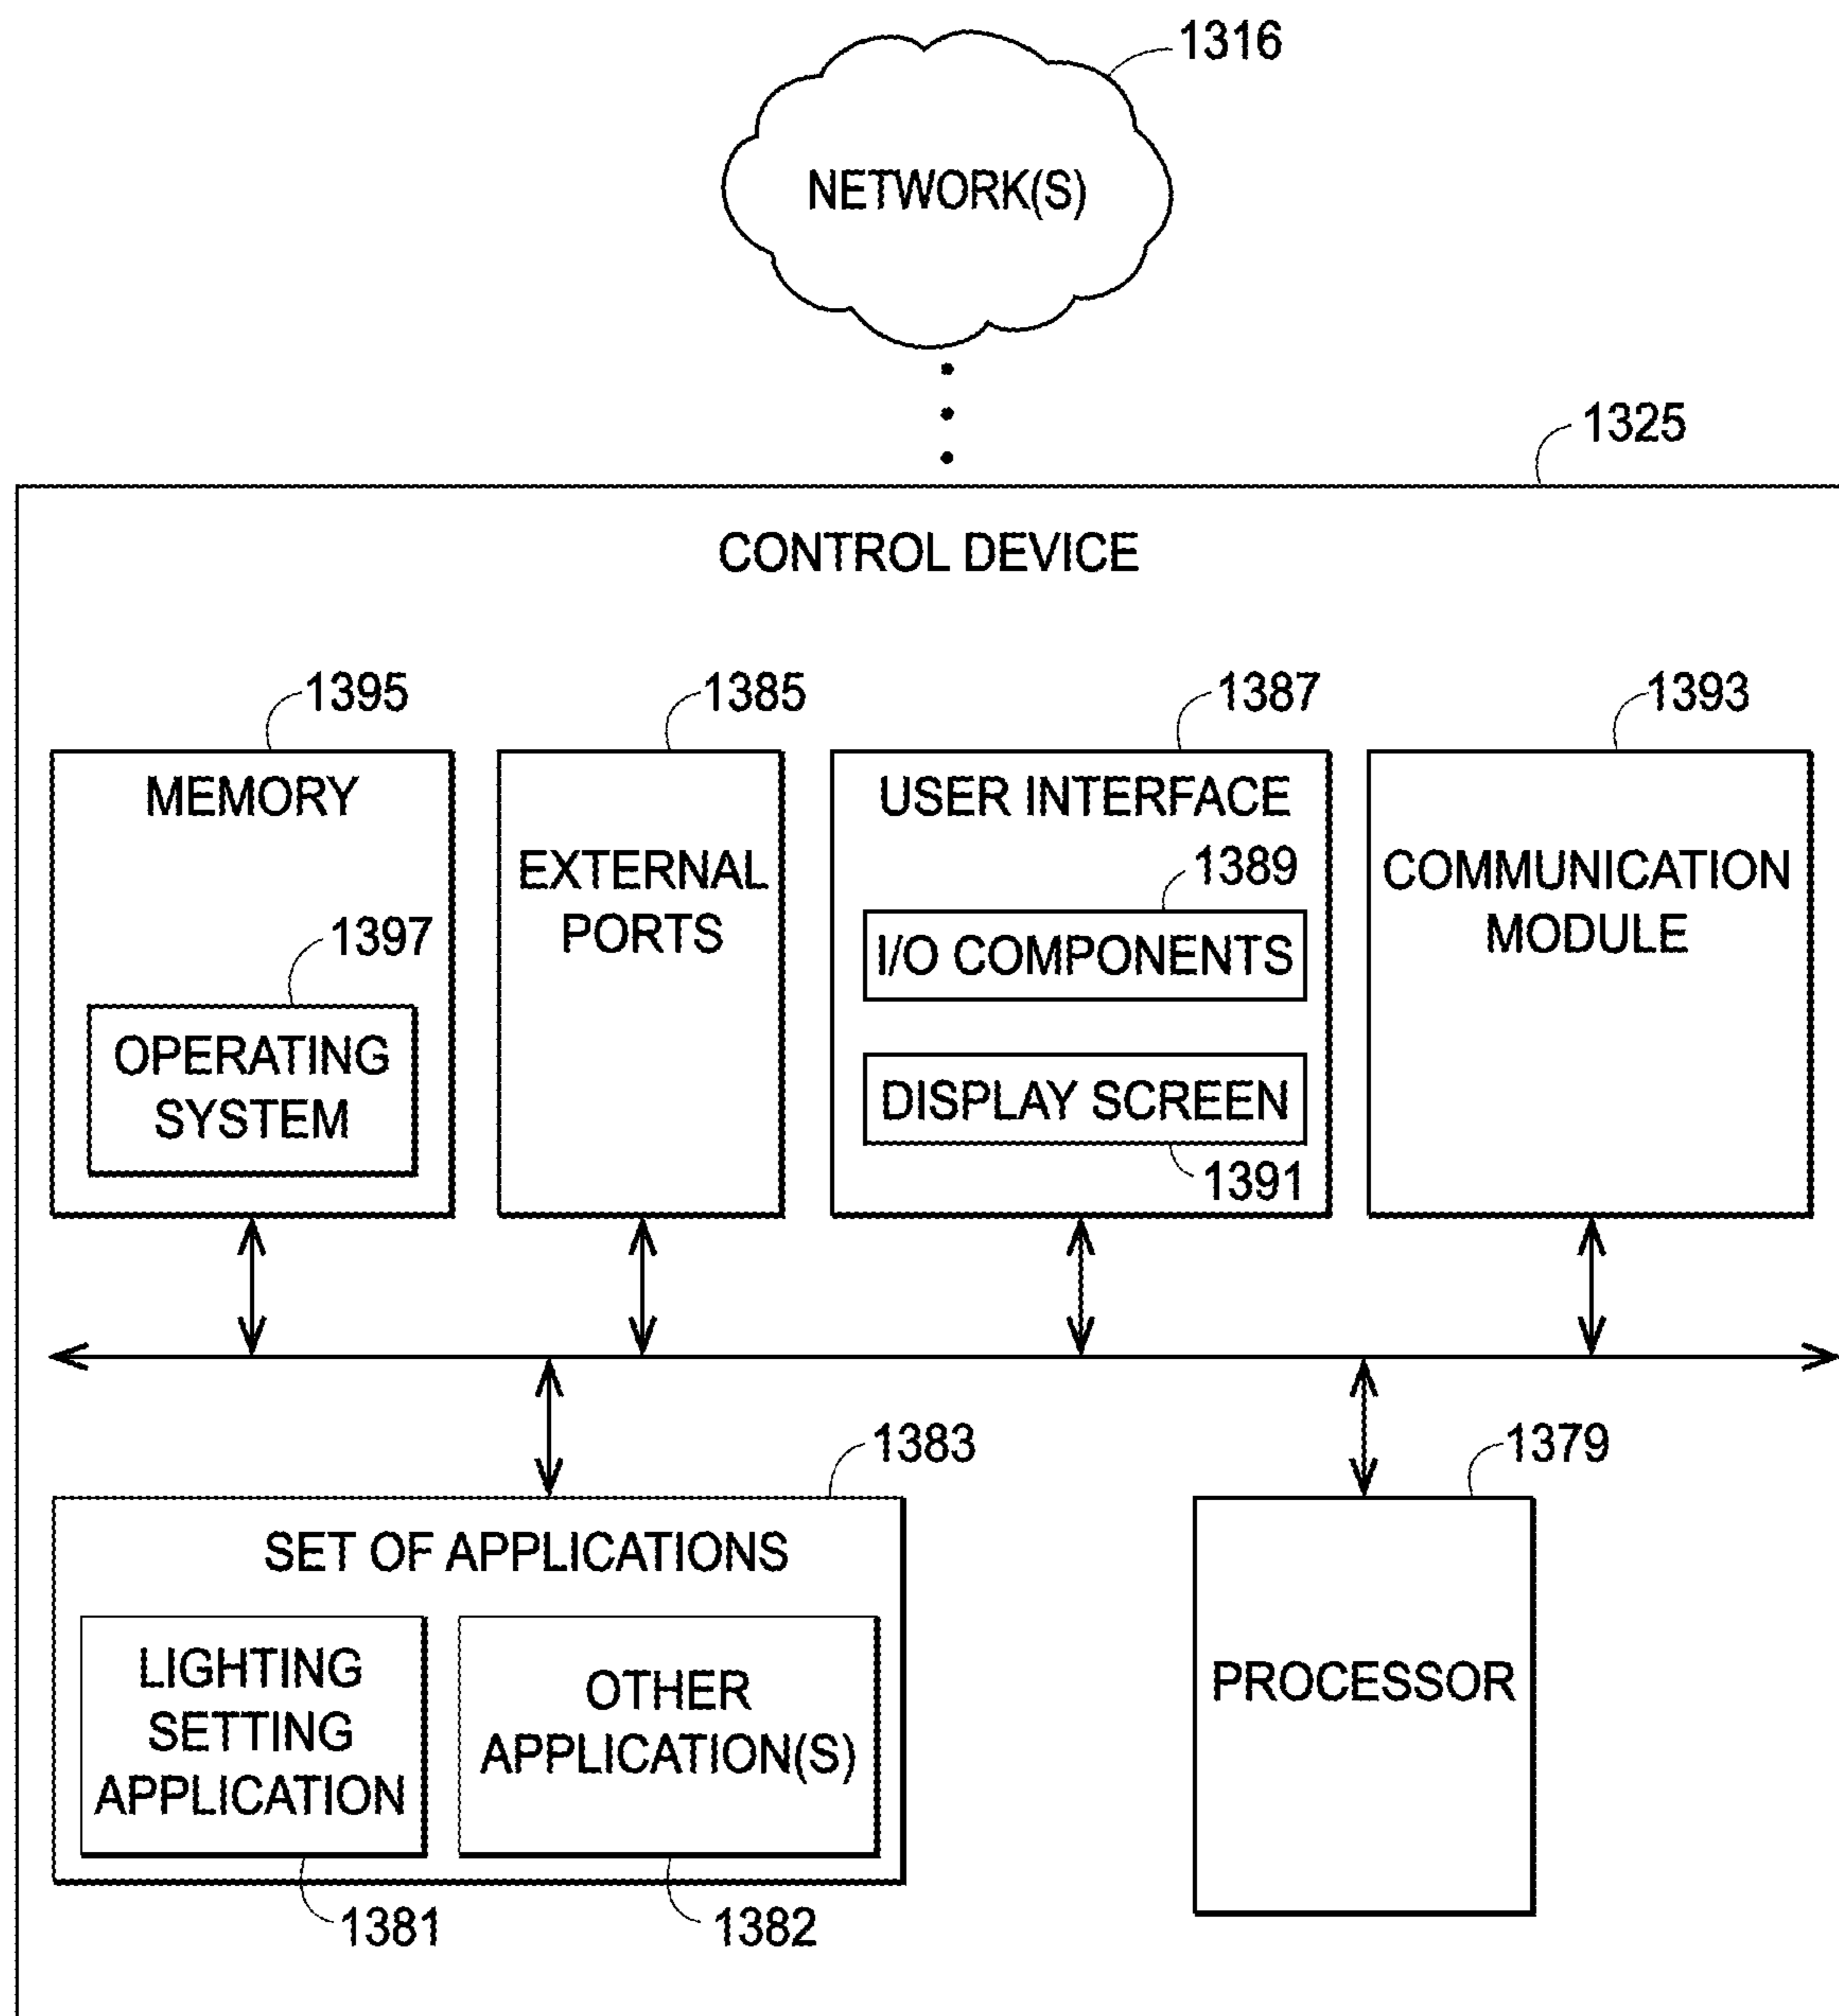 1316
NETWORK(S)
1325
CONTROL DEVICE
1395
1385
1387
1393
MEMORY
1397
OPERATING
SYSTEM
EXTERNAL
PORTS
USER INTERFACE
1389
I/O COMPONENTS
DISPLAY SCREEN
1391
COMMUNICATION
MODULE
1383
1379
SET OF APPLICATIONS
LIGHTING
SETTING
APPLICATION
OTHER
APPLICATION(S)
1381
1382
PROCESSOR